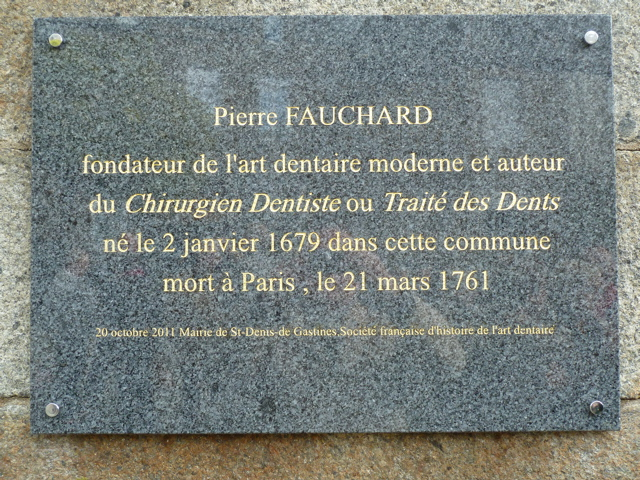 Pierre FAUCHARD
fondateur de l'art dentaire moderne et auteur
du Chirurgien Dentiste ou Traité des Dents
né le 2 janvier 1679 dans cette commune
mort à Paris , le 21 mars 1761
20 octobre 2011 Mairie de St-Denis-de Gastines,Société française d'histoire de l'art dentaire